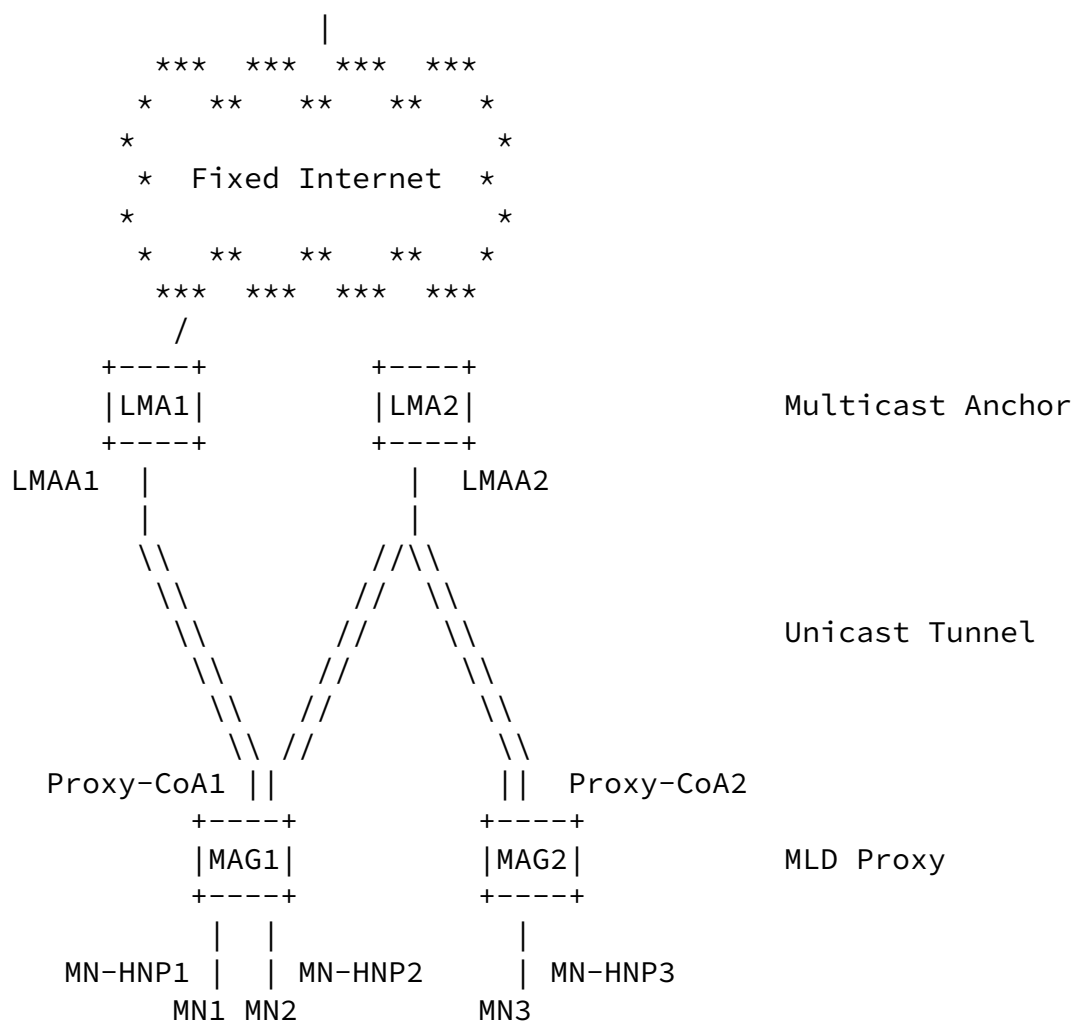 Fixed Internet
LMA1 LMA2 Multicast Anchor
LMAA1 LMAA2
Unicast Tunnel
Proxy-CoA1 Proxy-CoA2
MAG1 MAG2 MLD Proxy
MN-HNP1 MN-HNP2 MN-HNP3
MN1 MN2 MN3